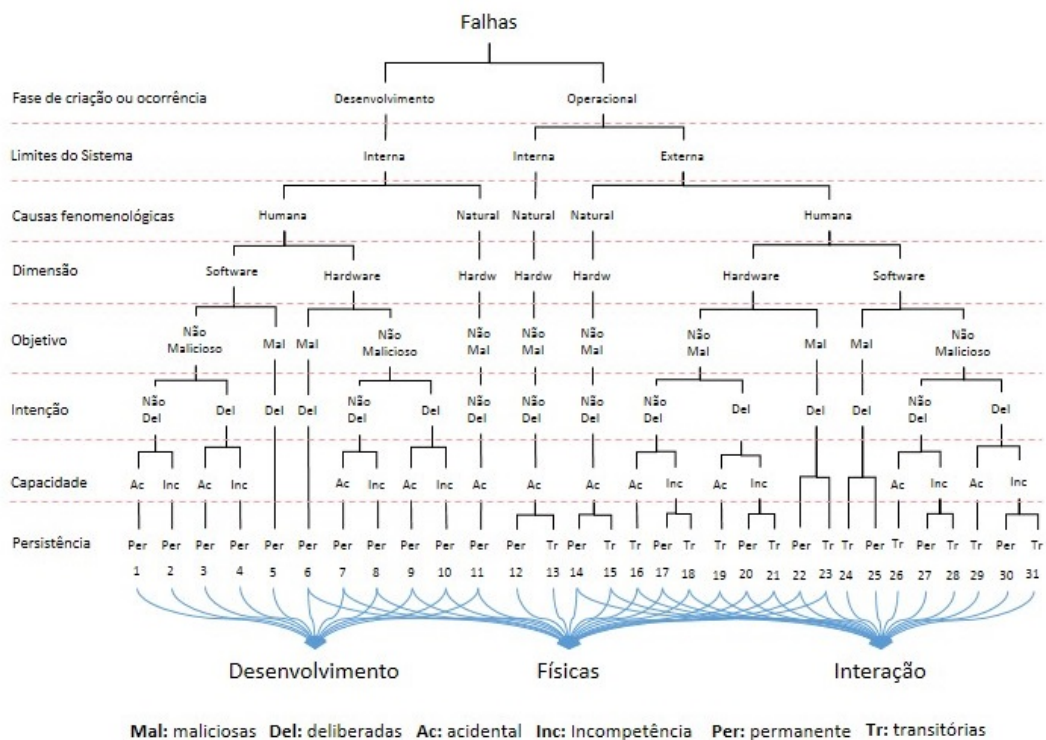 Falhas
Fase de criação ou ocorrência Desenvolvimento Operacional
Limites do Sistema Interna Interna Externa
Causas fenomenológicas Humana Natural Natural Natural Humana
Dimensão Software Hardware Hardw Hardw Hardw Hardware Software
Objetivo Não Malicioso Mal Mal Não Malicioso Não Mal Não Mal Não Mal Não Mal Mal Mal Não Malicioso
Intenção Não Del Del Del Del Não Del Del Não Del Não Del Não Del Não Del Del Del Del Não Del Del
Capacidade Ac Inc Ac Inc Ac Inc Ac Inc Ac Ac Ac Ac Inc Ac Inc Ac Inc Ac Inc
Persistência Per Per Per Per Per Per Per Per Per Per Per Per Tr Per Tr Tr Per Tr Tr Per Tr Per Tr Tr Per Tr Per Tr Tr Per Tr
1 2 3 4 5 6 7 8 9 10 11 12 13 14 15 16 17 18 19 20 21 22 23 24 25 26 27 28 29 30 31
Desenvolvimento Físicas Interação
Mal: maliciosas Del: deliberadas Ac: acidental Inc: Incompetência Per: permanente Tr: transitórias